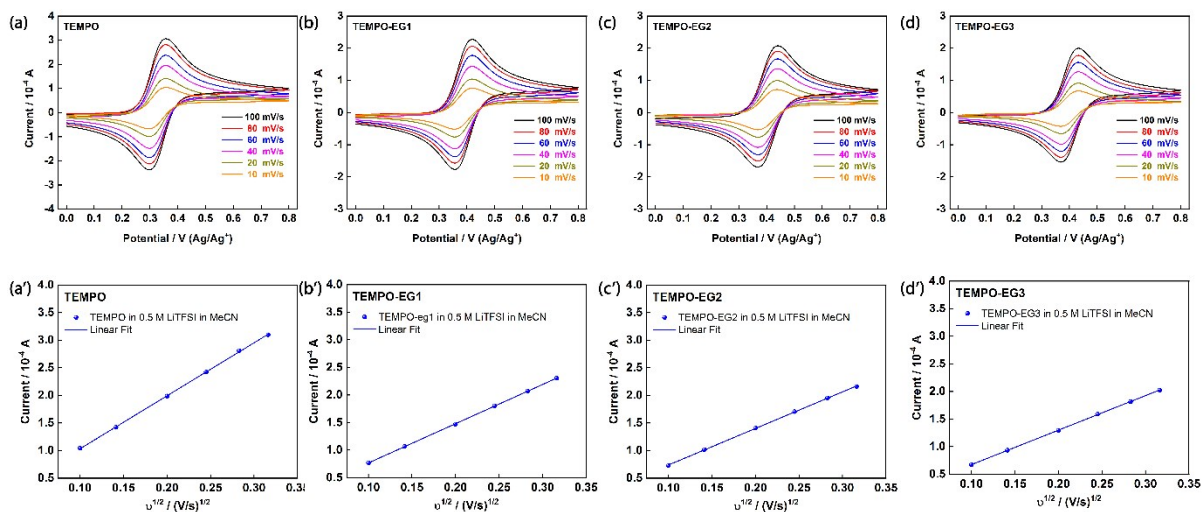 (a)
TEMPO
Current / 10⁻⁴ A
4
3
2
1
0
-1
-2
-3
-4
100 mV/s
80 mV/s
60 mV/s
40 mV/s
20 mV/s
10 mV/s
0.0 0.1 0.2 0.3 0.4 0.5 0.6 0.7 0.8
Potential / V (Ag/Ag⁺)
(b)
TEMPO-EG1
Current / 10⁻⁴ A
3
2
1
0
-1
-2
-3
100 mV/s
80 mV/s
60 mV/s
40 mV/s
20 mV/s
10 mV/s
0.0 0.1 0.2 0.3 0.4 0.5 0.6 0.7 0.8
Potential / V (Ag/Ag⁺)
(c)
TEMPO-EG2
Current / 10⁻⁴ A
3
2
1
0
-1
-2
-3
100 mV/s
80 mV/s
60 mV/s
40 mV/s
20 mV/s
10 mV/s
0.0 0.1 0.2 0.3 0.4 0.5 0.6 0.7 0.8
Potential / V (Ag/Ag⁺)
(d)
TEMPO-EG3
Current / 10⁻⁴ A
3
2
1
0
-1
-2
-3
100 mV/s
80 mV/s
60 mV/s
40 mV/s
20 mV/s
10 mV/s
0.0 0.1 0.2 0.3 0.4 0.5 0.6 0.7 0.8
Potential / V (Ag/Ag⁺)
(a')
TEMPO
TEMPO in 0.5 M LiTFSI in MeCN
Linear Fit
Current / 10⁻⁴ A
4.0
3.5
3.0
2.5
2.0
1.5
1.0
0.5
0.10 0.15 0.20 0.25 0.30 0.35
υ¹ᐟ² / (V/s)¹ᐟ²
(b')
TEMPO-EG1
TEMPO-eg1 in 0.5 M LiTFSI in MeCN
Linear Fit
Current / 10⁻⁴ A
4.0
3.5
3.0
2.5
2.0
1.5
1.0
0.5
0.10 0.15 0.20 0.25 0.30 0.35
υ¹ᐟ² / (V/s)¹ᐟ²
(c')
TEMPO-EG2
TEMPO-EG2 in 0.5 M LiTFSI in MeCN
Linear Fit
Current / 10⁻⁴ A
4.0
3.5
3.0
2.5
2.0
1.5
1.0
0.5
0.10 0.15 0.20 0.25 0.30 0.35
υ¹ᐟ² / (V/s)¹ᐟ²
(d')
TEMPO-EG3
TEMPO-EG3 in 0.5 M LiTFSI in MeCN
Linear Fit
Current / 10⁻⁴ A
4.0
3.5
3.0
2.5
2.0
1.5
1.0
0.5
0.10 0.15 0.20 0.25 0.30 0.35
υ¹ᐟ² / (V/s)¹ᐟ²